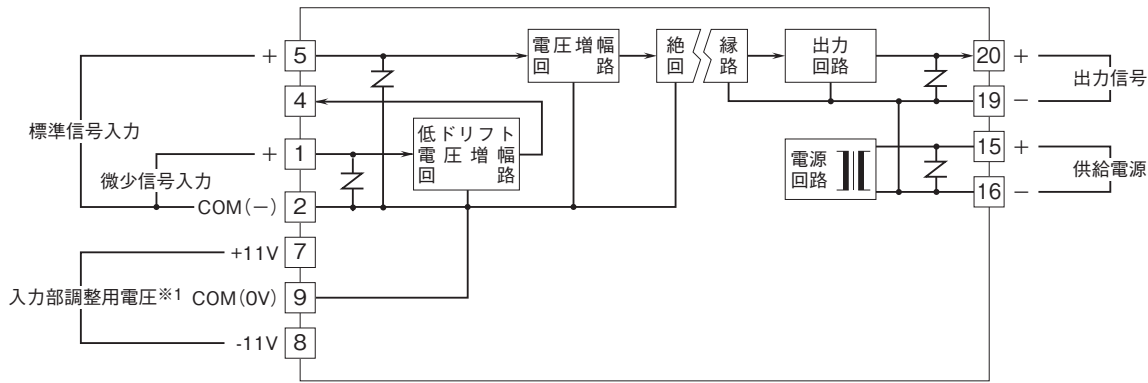 標準信号入力
微少信号入力
入力部調整用電圧※1
+ 5
4
+ 1
COM(−) 2
+11V 7
COM(0V) 9
-11V 8
電圧増幅
回路
低ドリフト
電圧増幅
回路
絶縁
回路
出力
回路
電源
回路
20 +
19 −
出力信号
15 +
16 −
供給電源